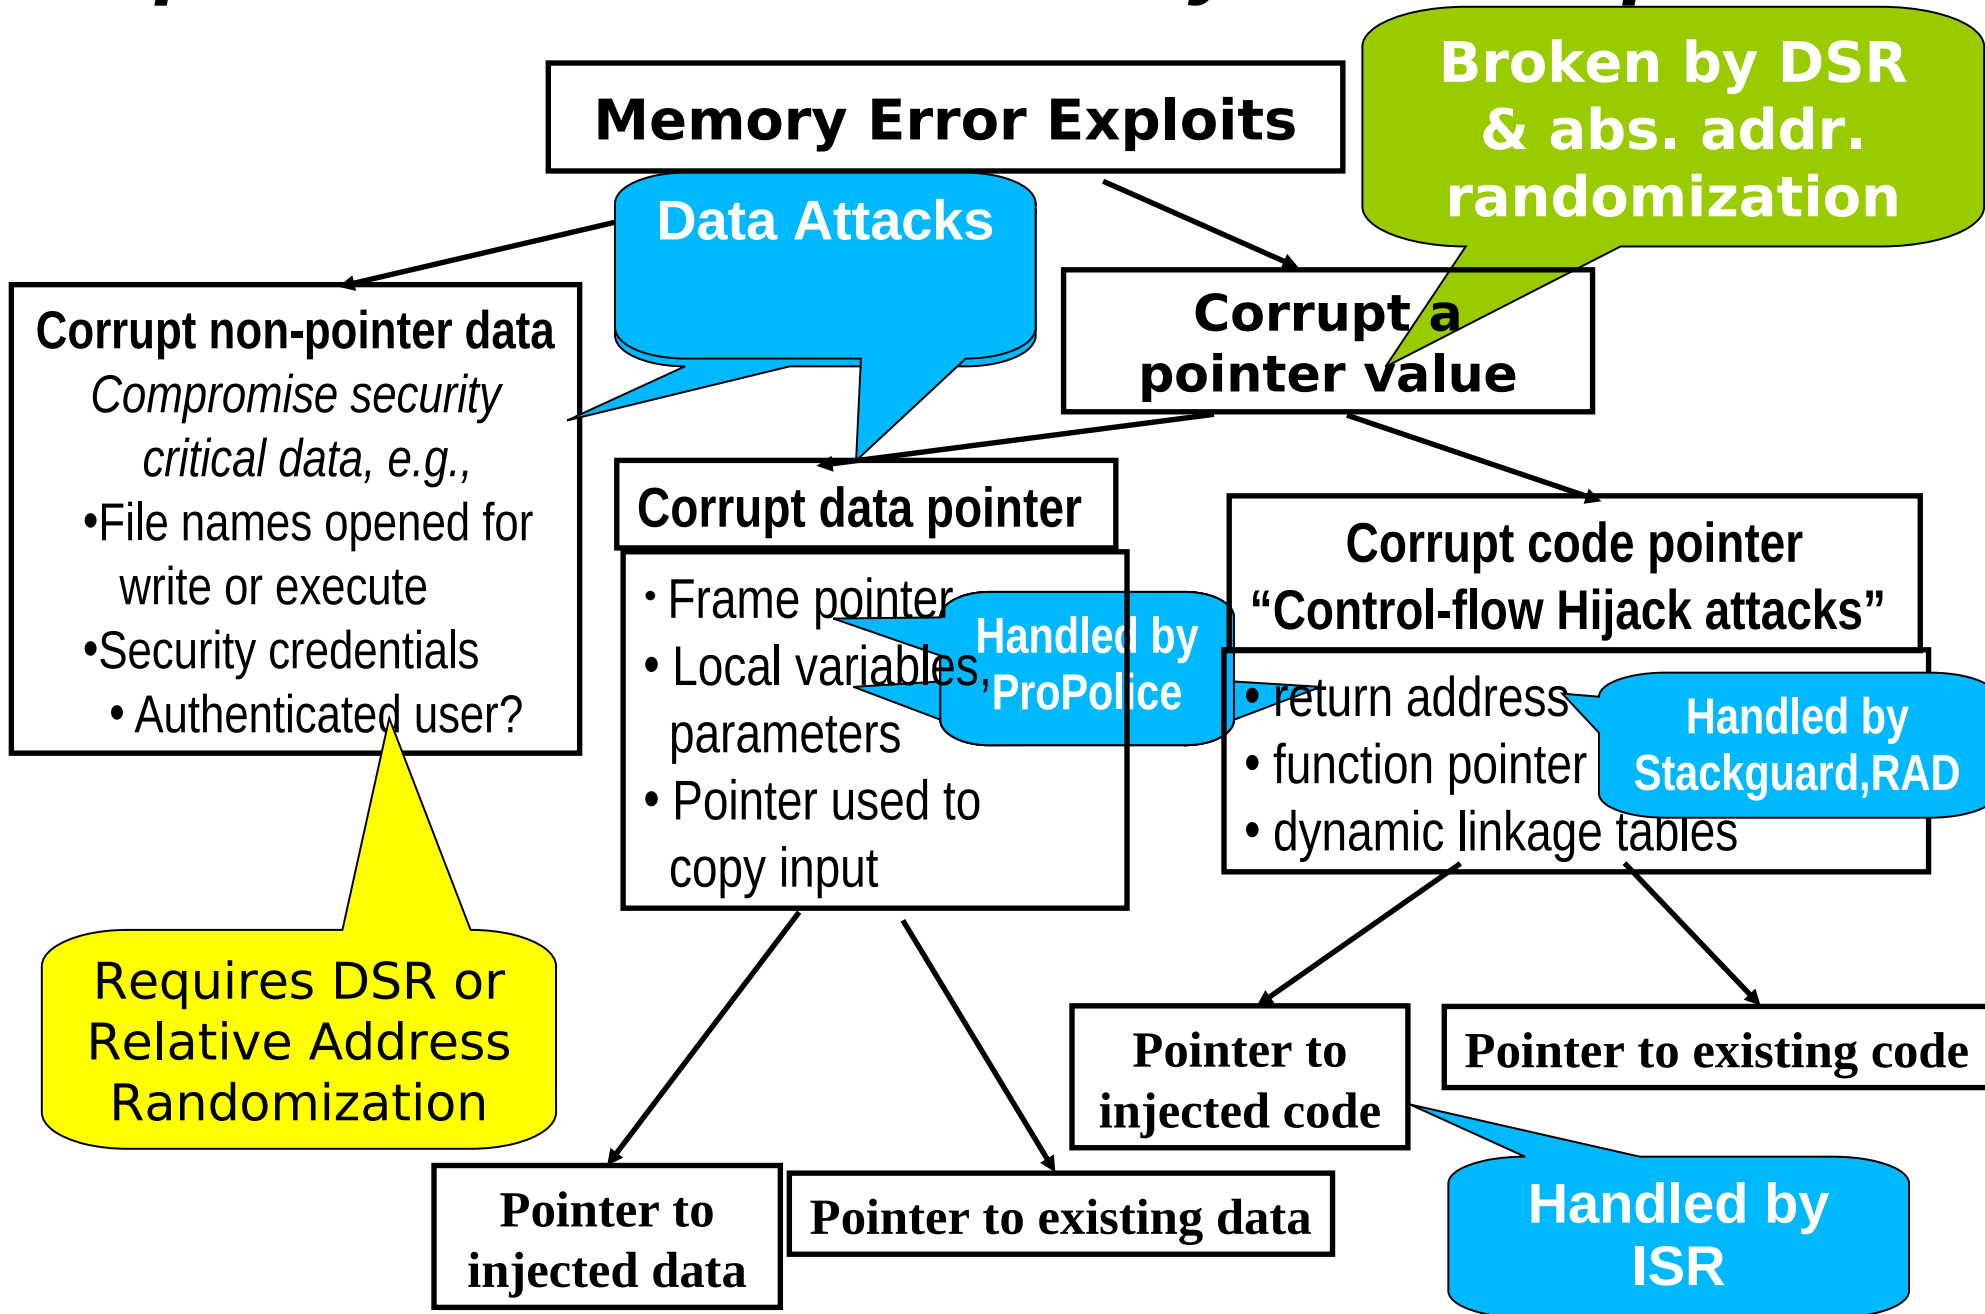 Memory Error Exploits
Broken by DSR
& abs. addr.
randomization
Data Attacks
Corrupt non-pointer data
Compromise security
critical data, e.g.,
•File names opened for
write or execute
•Security credentials
• Authenticated user?
Corrupt a
pointer value
Corrupt data pointer
• Frame pointer
• Local variables,
parameters
• Pointer used to
copy input
Handled by
ProPolice
Corrupt code pointer
“Control-flow Hijack attacks”
• return address
• function pointer
• dynamic linkage tables
Handled by
Stackguard,RAD
Requires DSR or
Relative Address
Randomization
Pointer to
injected code
Pointer to existing code
Pointer to
injected data
Pointer to existing data
Handled by
ISR